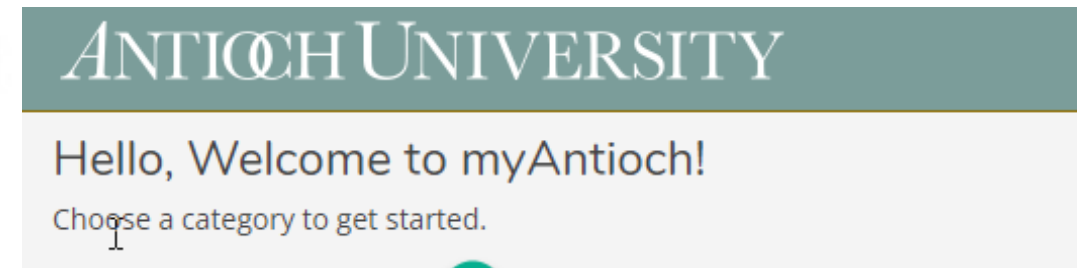 ANTIOCH UNIVERSITY
Hello, Welcome to myAntioch!
Choose a category to get started.